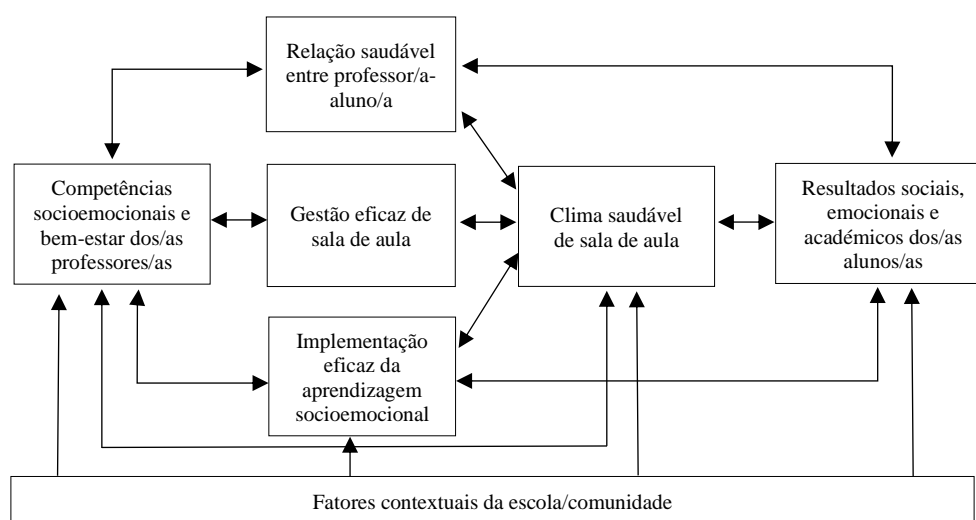 Relação saudável
entre professor/a-
aluno/a
Competências
socioemocionais e
bem-estar dos/as
professores/as
Gestão eficaz de
sala de aula
Clima saudável
de sala de aula
Resultados sociais,
emocionais e
académicos dos/as
alunos/as
Implementação
eficaz da
aprendizagem
socioemocional
Fatores contextuais da escola/comunidade